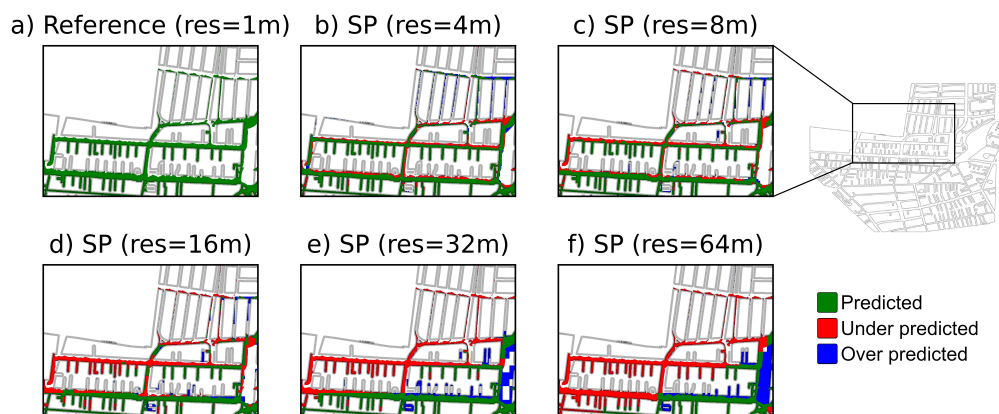 a) Reference (res=1m)
b) SP (res=4m)
c) SP (res=8m)
d) SP (res=16m)
e) SP (res=32m)
f) SP (res=64m)
Predicted
Under predicted
Over predicted